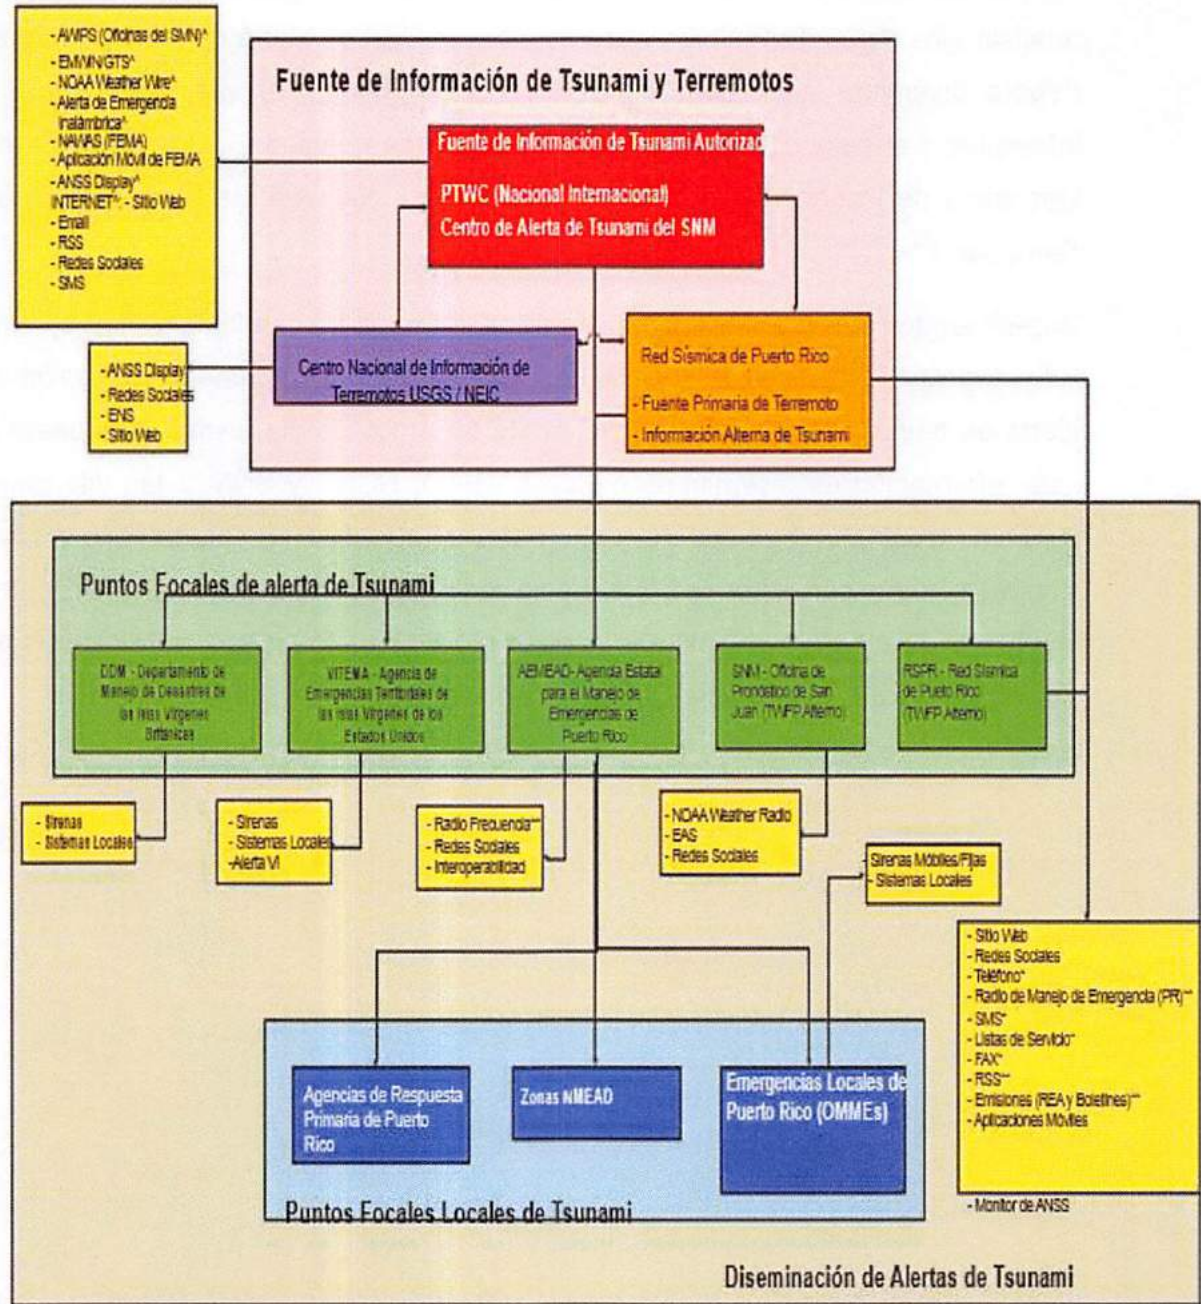 - AWIPS (Oficinas del SMN)^
- EMWIN/GTS^
- NOAA Weather Wire^
- Alerta de Emergencia
Inalámbrica^
- NAWAS (FEMA)
- Aplicación Móvil de FEMA
- ANSS Display^
INTERNET^: - Sitio Web
- Email
- RSS
- Redes Sociales
- SMS
Fuente de Información de Tsunami y Terremotos
Fuente de Información de Tsunami Autorizad
PTWC (Nacional Internacional)
Centro de Alerta de Tsunami del SNM
- ANSS Display
- Redes Sociales
- ENS
- Sitio Web
Centro Nacional de Información de
Terremotos USGS / NEIC
Red Sísmica de Puerto Rico
- Fuente Primaria de Terremoto
- Información Alterna de Tsunami
Puntos Focales de alerta de Tsunami
DDM - Departamento de
Manejo de Desastres de
las Islas Vírgenes
Británicas
VITEMA - Agencia de
Emergencias Territoriales de
las Islas Vírgenes de los
Estados Unidos
AEMEAD- Agencia Estatal
para el Manejo de
Emergencias de
Puerto Rico
SNM - Oficina de
Pronóstico de San
Juan (TWFP Alterno)
RSPR - Red Sísmica
de Puerto Rico
(TWFP Alterno)
- Sirenas
- Sistemas Locales
- Sirenas
- Sistemas Locales
-Alerta VI
- Radio Frecuencia**
- Redes Sociales
- Interoperabilidad
- NOAA Weather Radio
- EAS
- Redes Sociales
- Sirenas Móbiles/Fijas
- Sistemas Locales
- Sitio Web
- Redes Sociales
- Teléfono*
- Radio de Manejo de Emergencia (PR)**
- SMS*
- Listas de Servicio*
- FAX*
- RSS**
- Emisiones (REA y Boletines)**
- Aplicaciones Móviles
- Monitor de ANSS
Agencias de Respuesta
Primaria de Puerto
Rico
Zonas NMEAD
Emergencias Locales de
Puerto Rico (OMMEs)
Puntos Focales Locales de Tsunami
Diseminación de Alertas de Tsunami